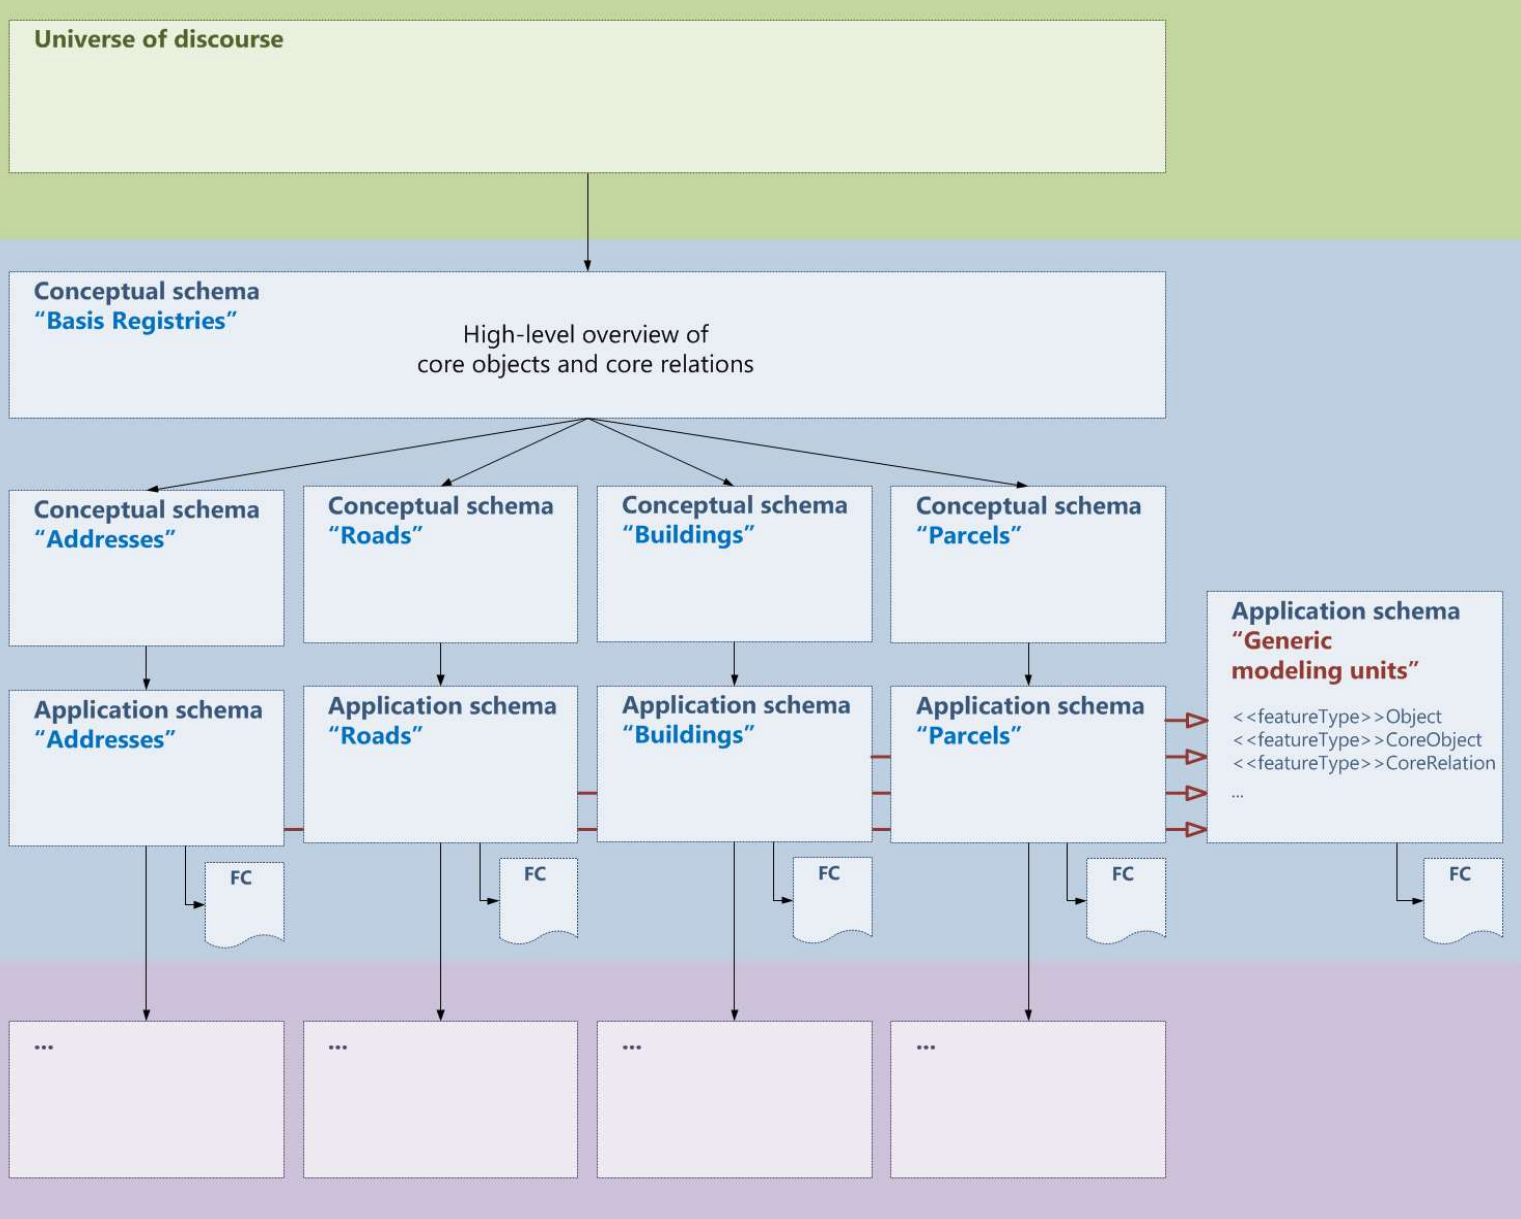 Universe of discourse
Conceptual schema
“Basis Registries”
High-level overview of
core objects and core relations
Conceptual schema
“Addresses”
Conceptual schema
“Roads”
Conceptual schema
“Buildings”
Conceptual schema
“Parcels”
Application schema
“Generic
modeling units”
<<featureType>>Object
<<featureType>>CoreObject
<<featureType>>CoreRelation
...
Application schema
“Addresses”
Application schema
“Roads”
Application schema
“Buildings”
Application schema
“Parcels”
FC
FC
FC
FC
FC
...
...
...
...